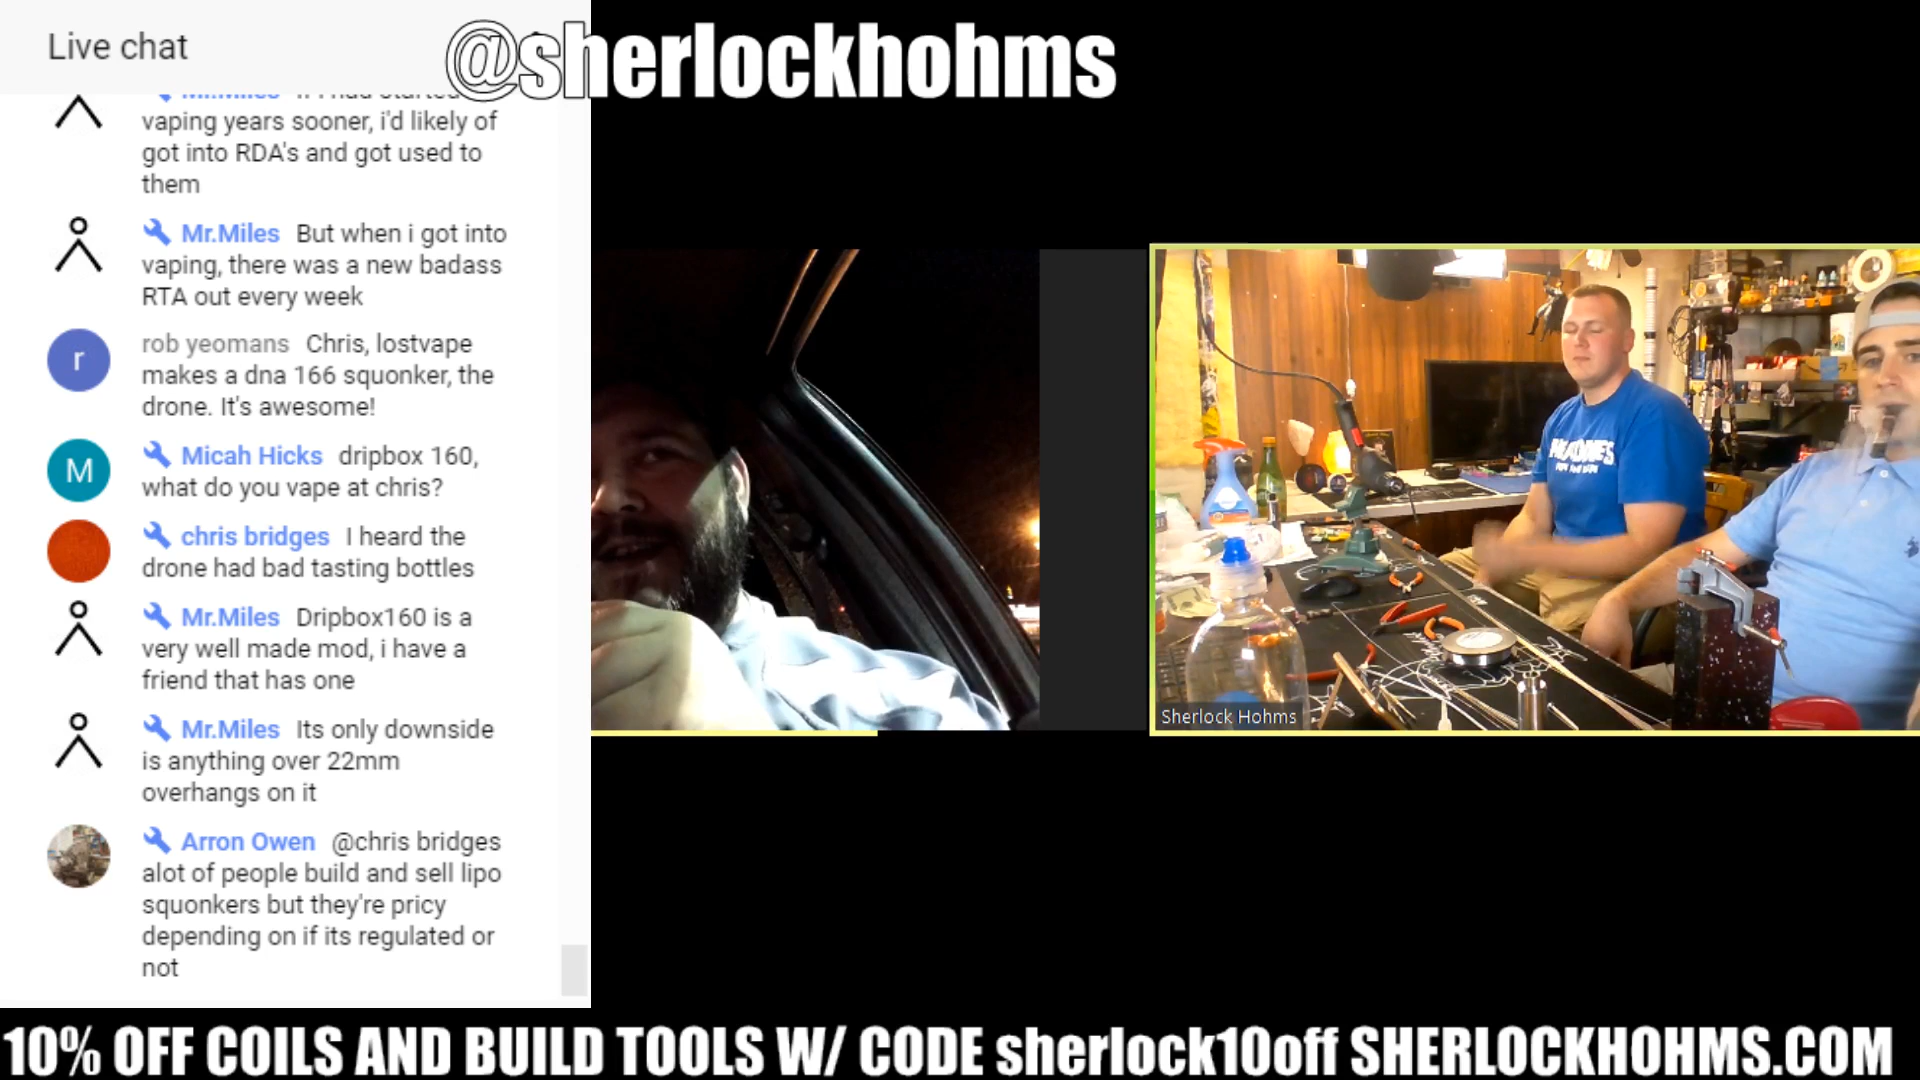 Live chat
@sherlockhohms
Mr.Miles If I had started
vaping years sooner, i'd likely of
got into RDA's and got used to
them
Mr.Miles But when i got into
vaping, there was a new badass
RTA out every week
r
rob yeomans Chris, lostvape
makes a dna 166 squonker, the
drone. It's awesome!
M
Micah Hicks dripbox 160,
what do you vape at chris?
chris bridges I heard the
drone had bad tasting bottles
Mr.Miles Dripbox160 is a
very well made mod, i have a
friend that has one
Mr.Miles Its only downside
is anything over 22mm
overhangs on it
Arron Owen @chris bridges
alot of people build and sell lipo
squonkers but they're pricy
depending on if its regulated or
not
Sherlock Hohms
10% OFF COILS AND BUILD TOOLS W/ CODE sherlock10off SHERLOCKHOHMS.COM